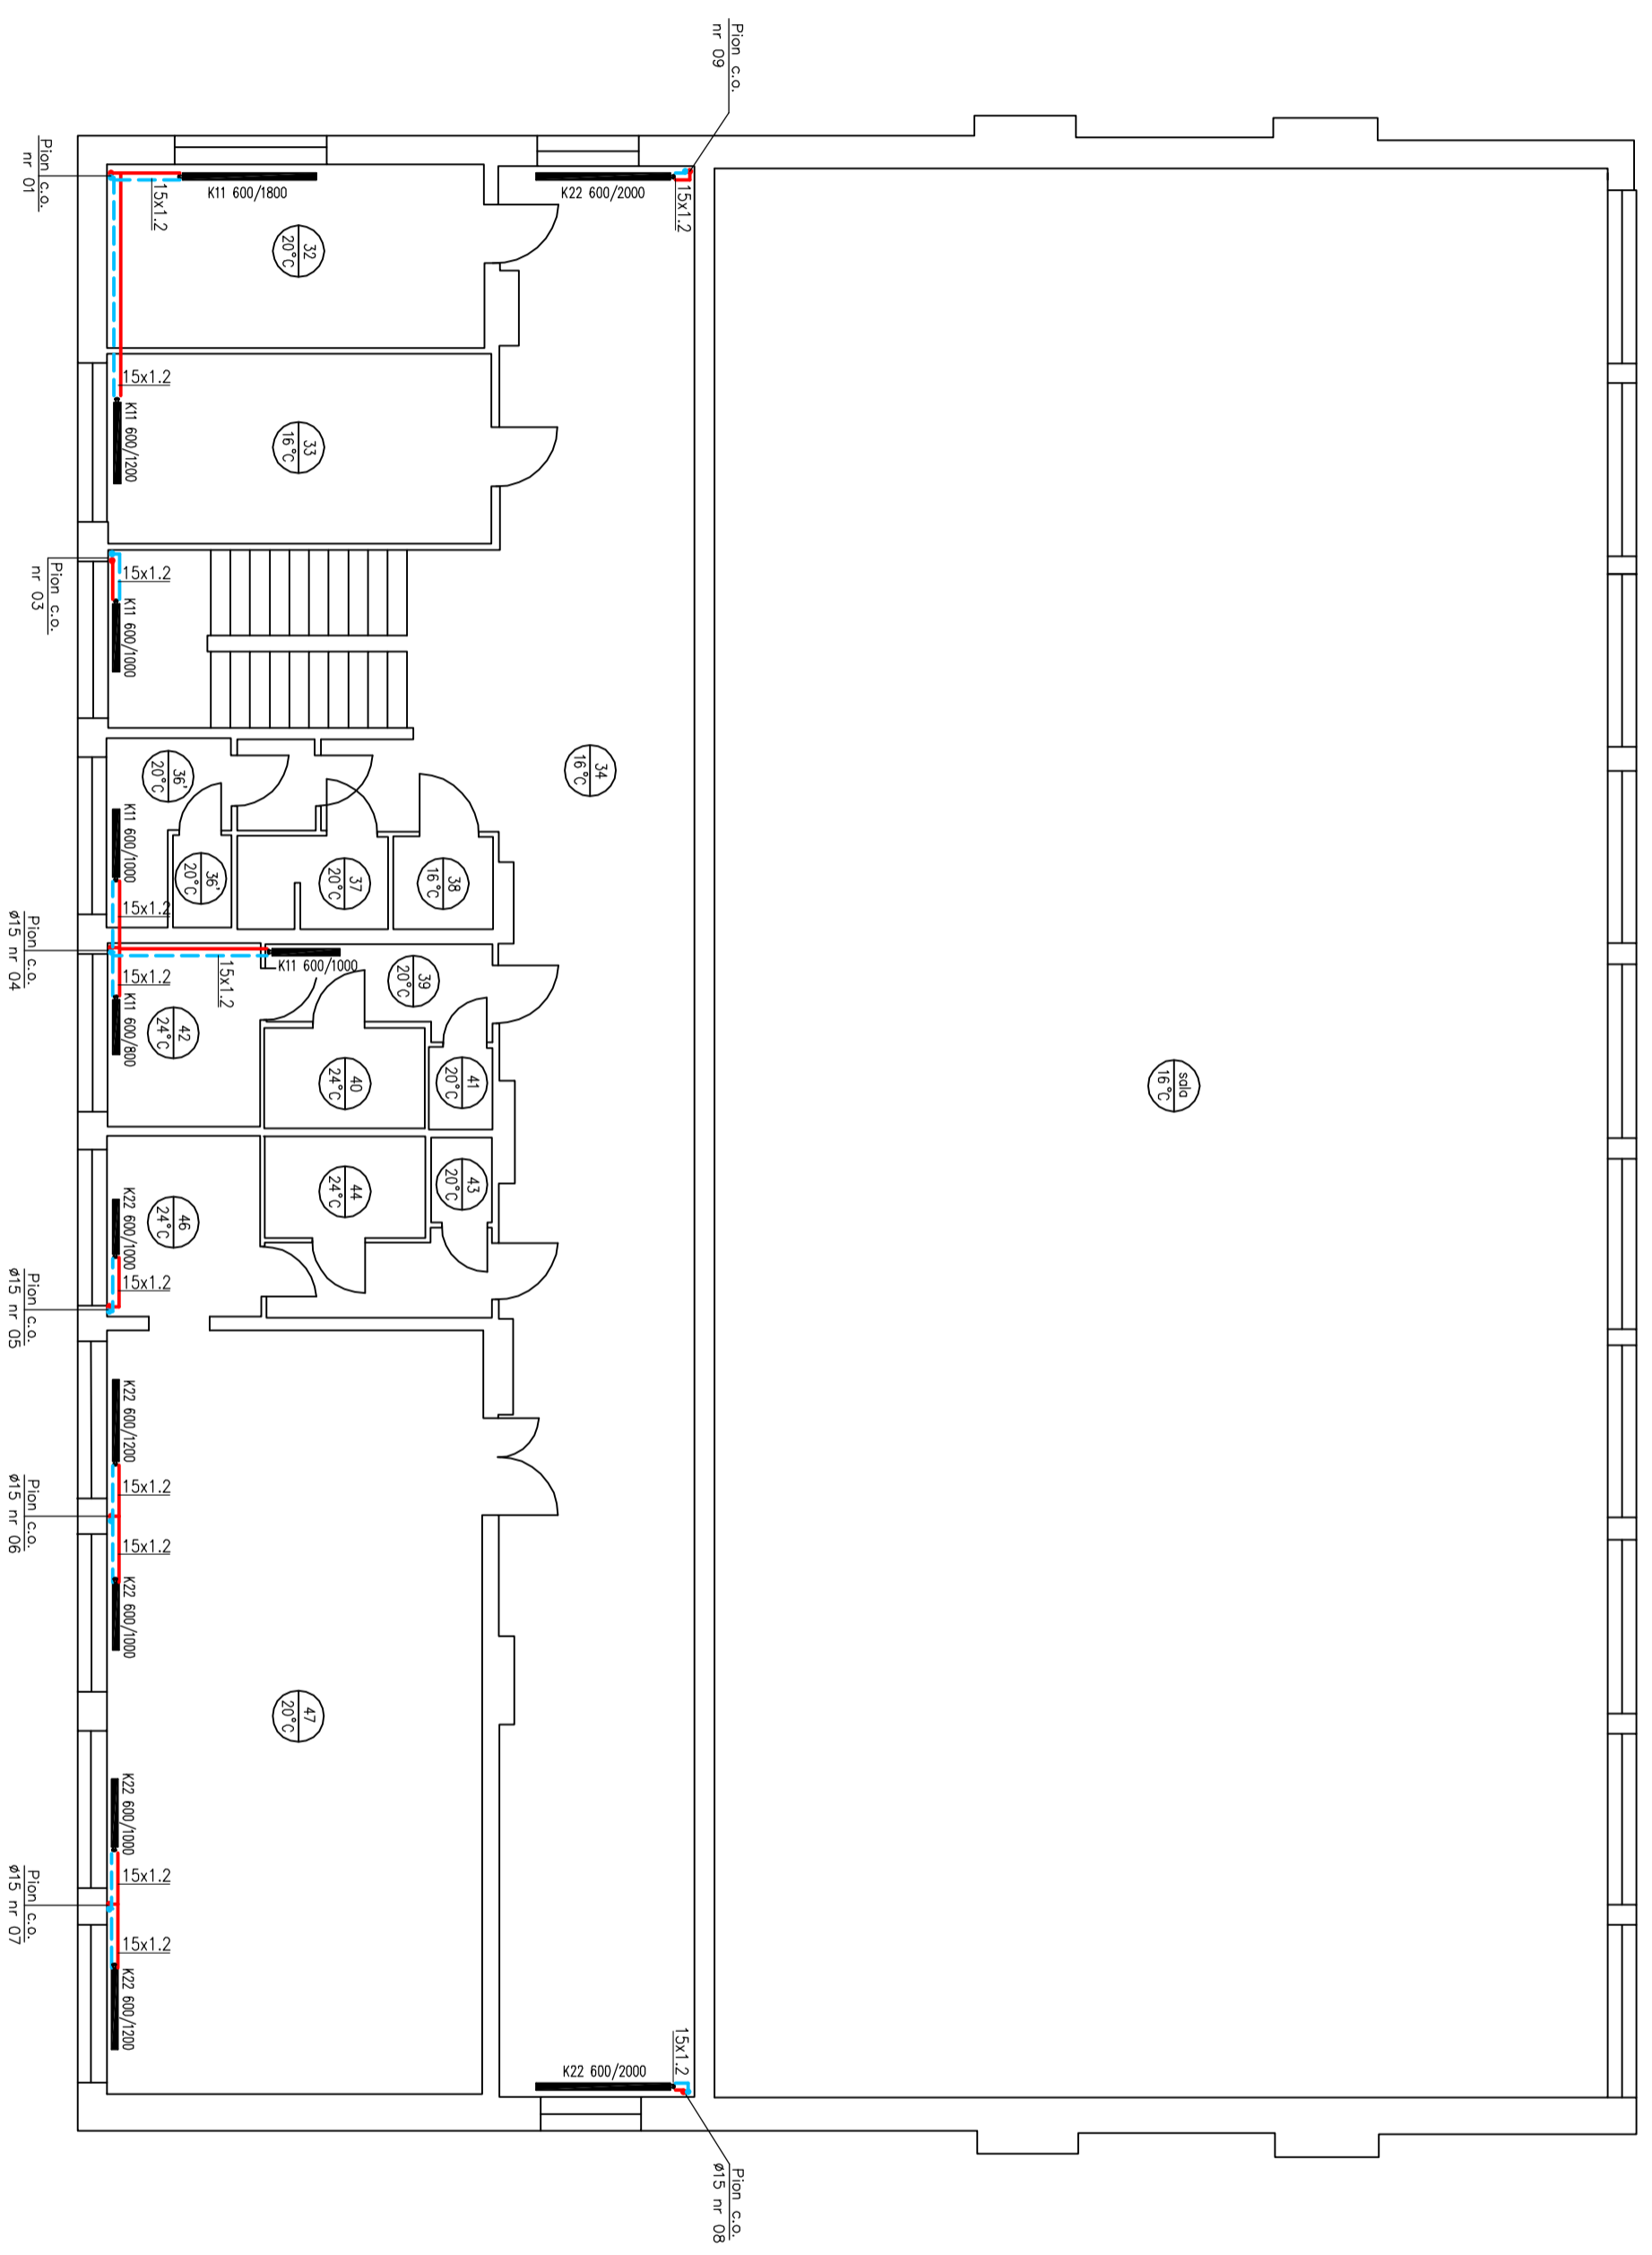 Pion c.o.
nr 09
Pion c.o.
nr 01
15x1.2
K11 600/1800
K22 600/2000
15x1.2
32
20°C
15x1.2
K11 600/1200
33
16°C
Pion c.o.
nr 03
15x1.2
K11 600/1000
34
16°C
36'
20°C
K11 600/1000
36'
20°C
37
20°C
38
16°C
15x1.2
Pion c.o.
ø15 nr 04
15x1.2
15x1.2
K11 600/1000
39
20°C
K11 600/800
42
24°C
40
24°C
41
20°C
sala
16°C
43
20°C
44
24°C
46
24°C
K22 600/1000
15x1.2
Pion c.o.
ø15 nr 05
K22 600/1200
15x1.2
Pion c.o.
ø15 nr 06
15x1.2
K22 600/1000
47
20°C
K22 600/1000
15x1.2
Pion c.o.
ø15 nr 07
15x1.2
K22 600/1200
K22 600/2000
15x1.2
Pion c.o.
ø15 nr 08